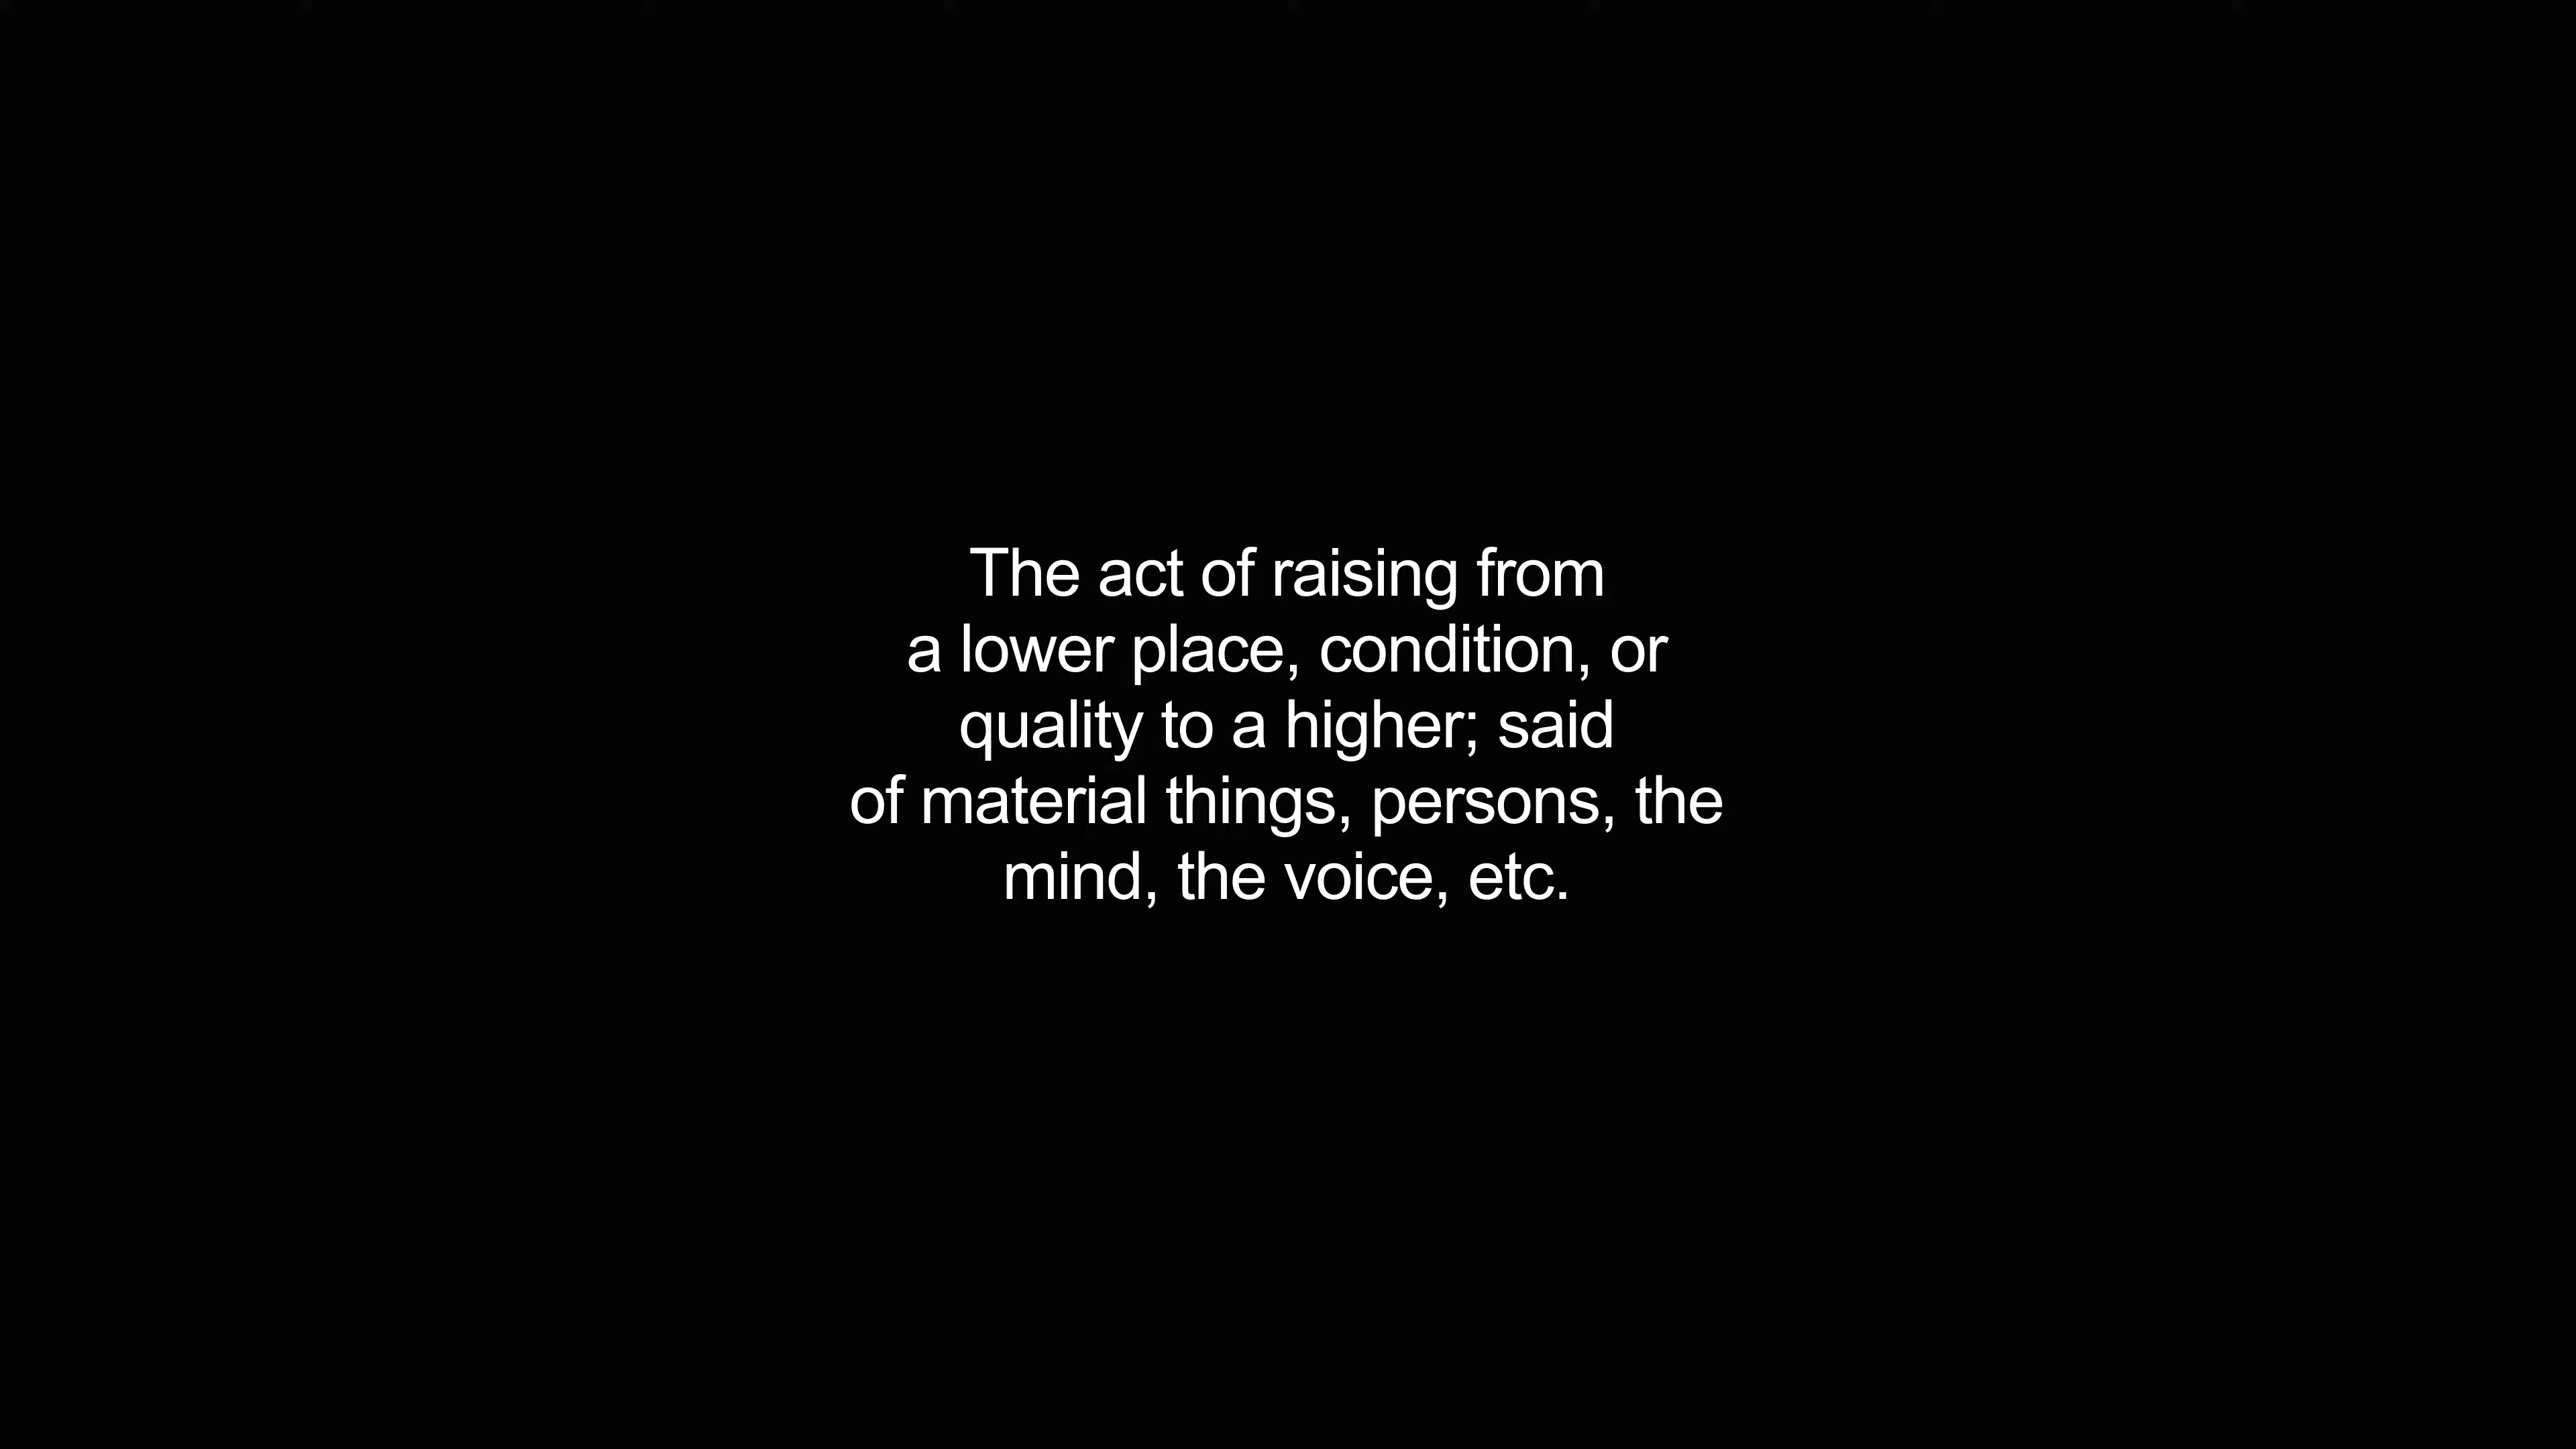 The act of raising from
a lower place, condition, or
quality to a higher; said
of material things, persons, the
mind, the voice, etc.